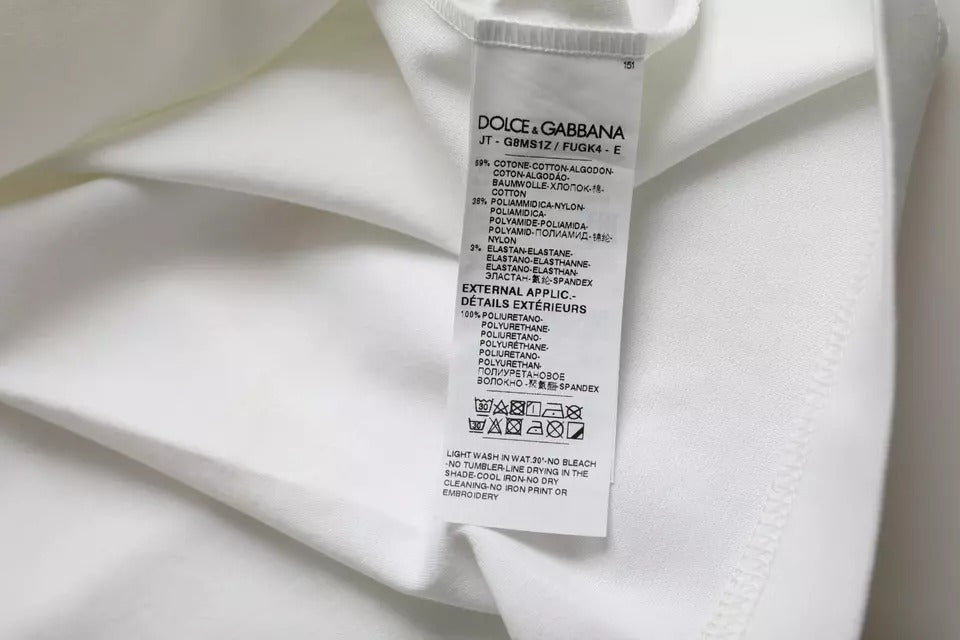 151
DOLCE & GABBANA
JT - G8MS1Z / FUGK4 - E
59% COTONE-COTTON-ALGODÓN-
COTON-ALGODÃO-
BAUMWOLLE-ХЛОПОК-棉-
COTTON
38% POLIAMMIDICA-NYLON-
POLIAMIDICA-
POLYAMIDE-POLIAMIDA-
POLYAMID-ПОЛИАМИД-锦纶-
NYLON
3% ELASTAN-ELASTANE-
ELASTANO-ELASTHANNE-
ELASTANO-ELASTHAN-
ЭЛАСТАН-氨纶-SPANDEX
EXTERNAL APPLIC.-
DÉTAILS EXTÉRIEURS
100% POLIURETANO-
POLYURETHANE-
POLIURETANO-
POLYURÉTHANE-
POLIURETANO-
POLYURETHAN-
ПОЛИУРЕТАНОВОЕ
ВОЛОКНО-聚氨酯-SPANDEX
30
30
LIGHT WASH IN WAT.30°-NO BLEACH
-NO TUMBLER-LINE DRYING IN THE
SHADE-COOL IRON-NO DRY
CLEANING-NO IRON PRINT OR
EMBROIDERY